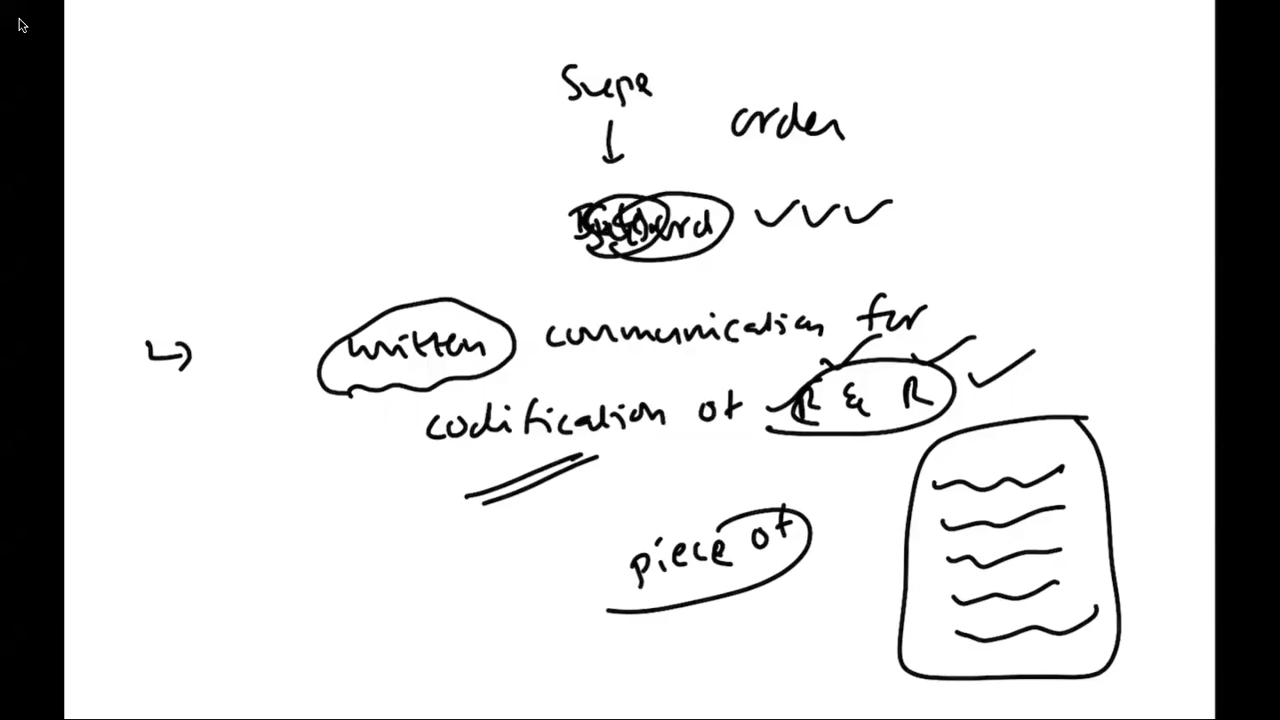 Supe
order
written communication for
codification of R & R
piece of